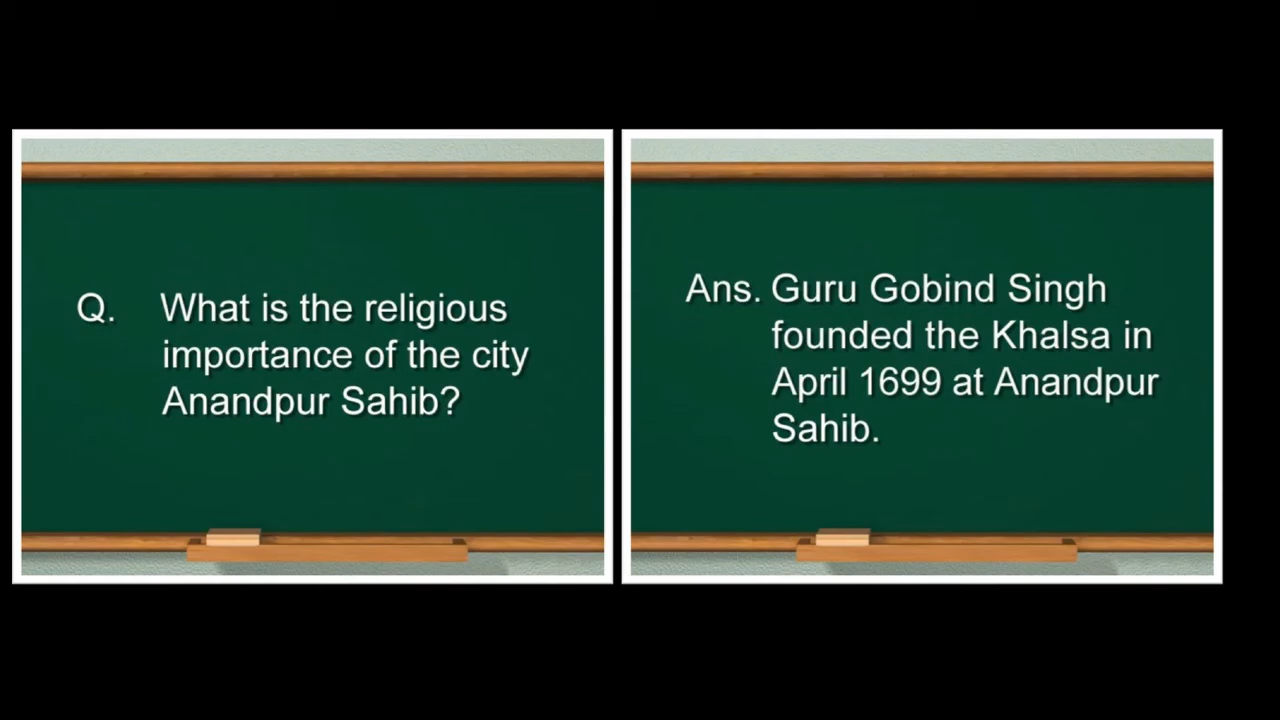 Q. What is the religious
importance of the city
Anandpur Sahib?
Ans. Guru Gobind Singh
founded the Khalsa in
April 1699 at Anandpur
Sahib.